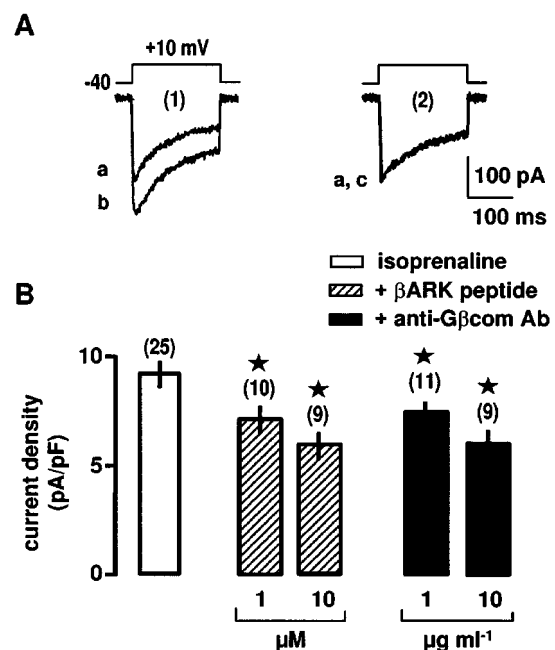 A
+10 mV
-40
(1)
(2)
a
b
a, c
100 pA
100 ms
isoprenaline
+ βARK peptide
+ anti-Gβcom Ab
B
current density
(pA/pF)
10
5
0
(25)
★
(10)
★
(9)
★
(11)
★
(9)
1
10
1
10
μM
μg ml⁻¹